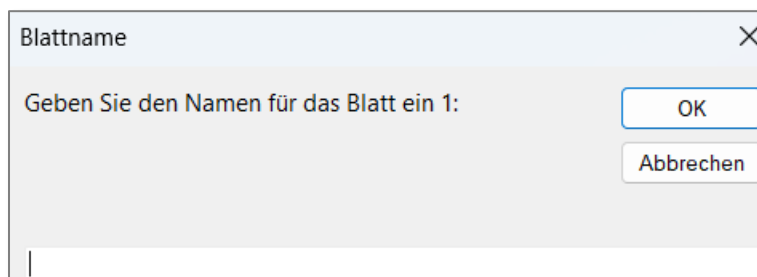 Blattname
Geben Sie den Namen für das Blatt ein 1:
OK
Abbrechen